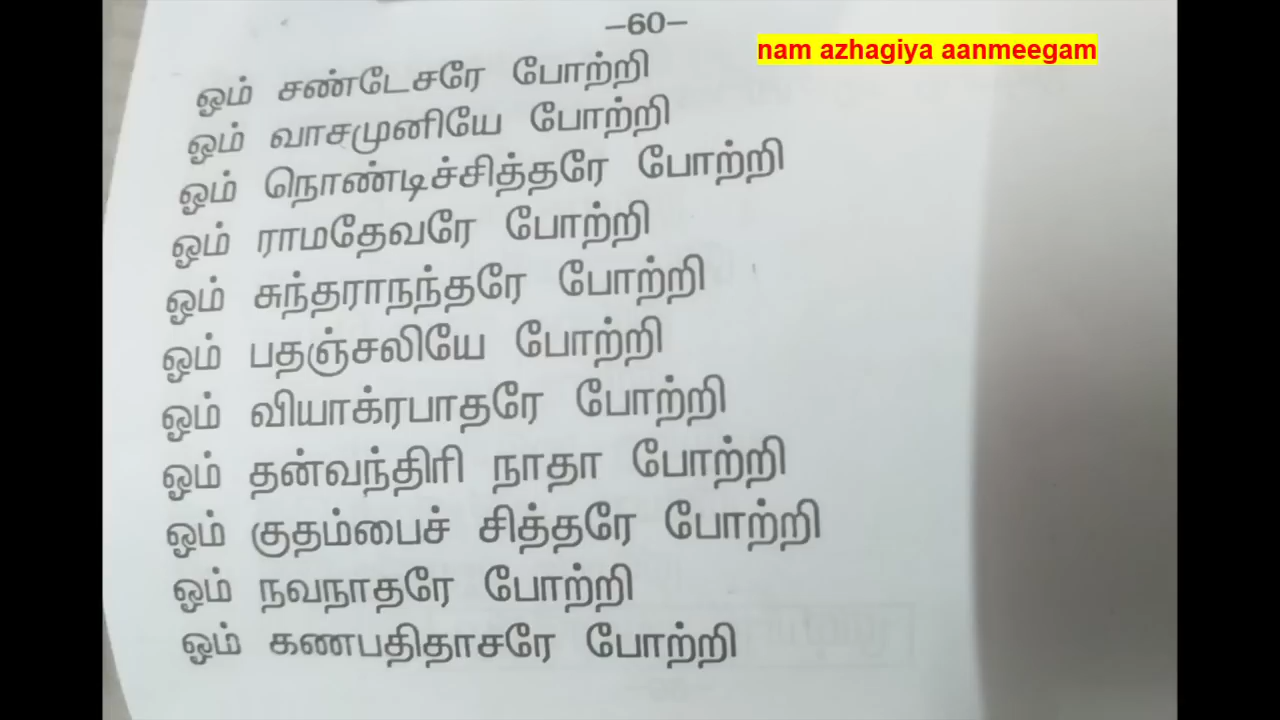 –60–
nam azhagiya aanmeegam
ஓம் சண்டேசரே போற்றி
ஓம் வாசமுனியே போற்றி
ஓம் நொண்டிச்சித்தரே போற்றி
ஓம் ராமதேவரே போற்றி
ஓம் சுந்தராநந்தரே போற்றி
ஓம் பதஞ்சலியே போற்றி
ஓம் வியாக்ரபாதரே போற்றி
ஓம் தன்வந்திரி நாதா போற்றி
ஓம் குதம்பைச் சித்தரே போற்றி
ஓம் நவநாதரே போற்றி
ஓம் கணபதிதாசரே போற்றி